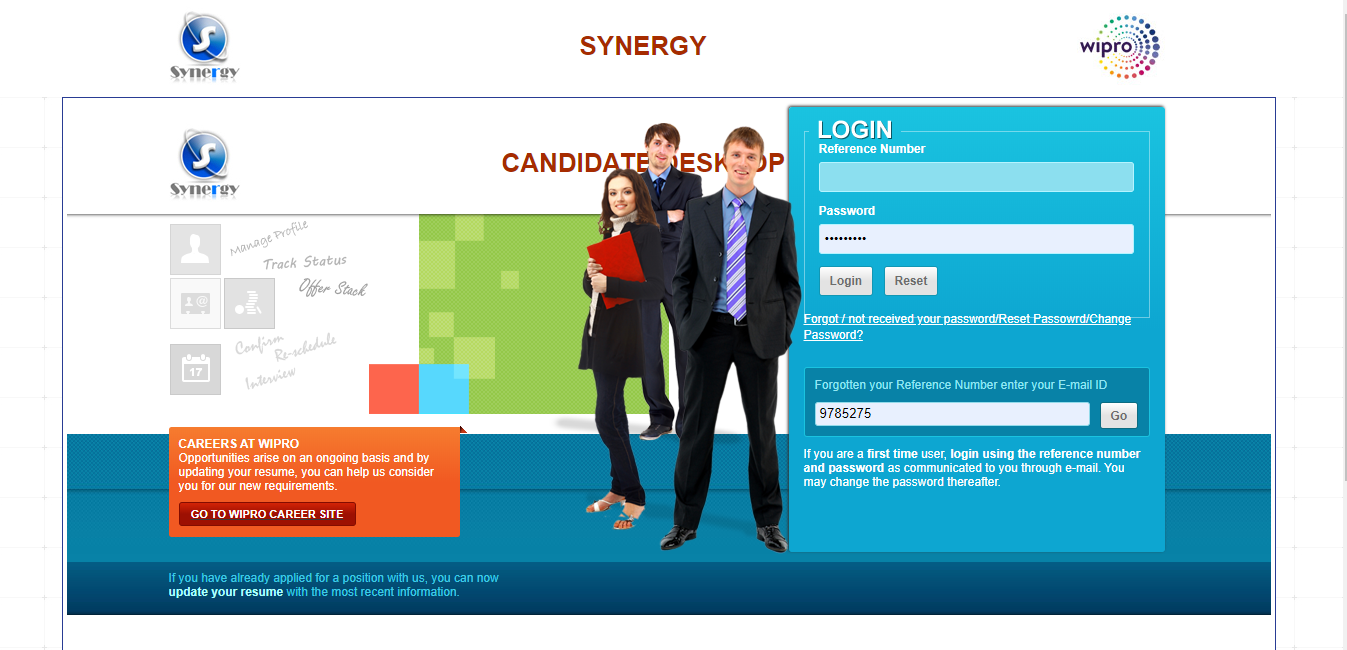 Synergy
SYNERGY
wipro
Synergy
CANDIDATE DESKTOP
LOGIN
Reference Number
Password
•••••••••
Login
Reset
Forgot / not received your password/Reset Passowrd/Change
Password?
Manage Profile
Track Status
Offer Stack
Confirm
Re-schedule
Interview
17
Forgotten your Reference Number enter your E-mail ID
9785275
Go
CAREERS AT WIPRO
Opportunities arise on an ongoing basis and by
updating your resume, you can help us consider
you for our new requirements.
GO TO WIPRO CAREER SITE
If you are a first time user, login using the reference number
and password as communicated to you through e-mail. You
may change the password thereafter.
If you have already applied for a position with us, you can now
update your resume with the most recent information.